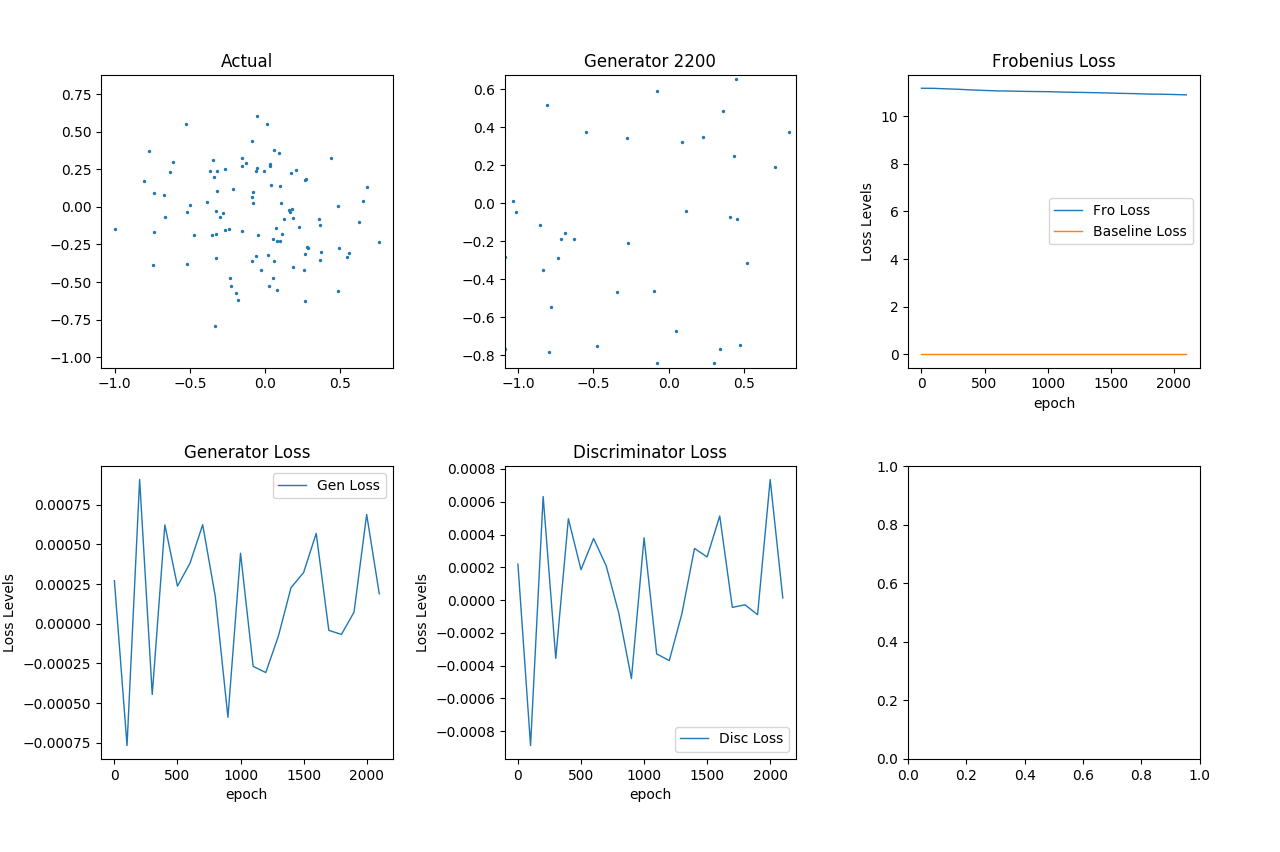 Actual
0.75
0.50
0.25
0.00
−0.25
−0.50
−0.75
−1.00
−1.0 −0.5 0.0 0.5
Generator 2200
0.6
0.4
0.2
0.0
−0.2
−0.4
−0.6
−0.8
−1.0 −0.5 0.0 0.5
Frobenius Loss
Loss Levels
10
8
6
4
2
0
Fro Loss
Baseline Loss
0 500 1000 1500 2000
epoch
Generator Loss
Loss Levels
Gen Loss
0.00075
0.00050
0.00025
0.00000
−0.00025
−0.00050
−0.00075
0 500 1000 1500 2000
epoch
Discriminator Loss
Loss Levels
0.0008
0.0006
0.0004
0.0002
0.0000
−0.0002
−0.0004
−0.0006
−0.0008
Disc Loss
0 500 1000 1500 2000
epoch
1.0
0.8
0.6
0.4
0.2
0.0
0.0 0.2 0.4 0.6 0.8 1.0